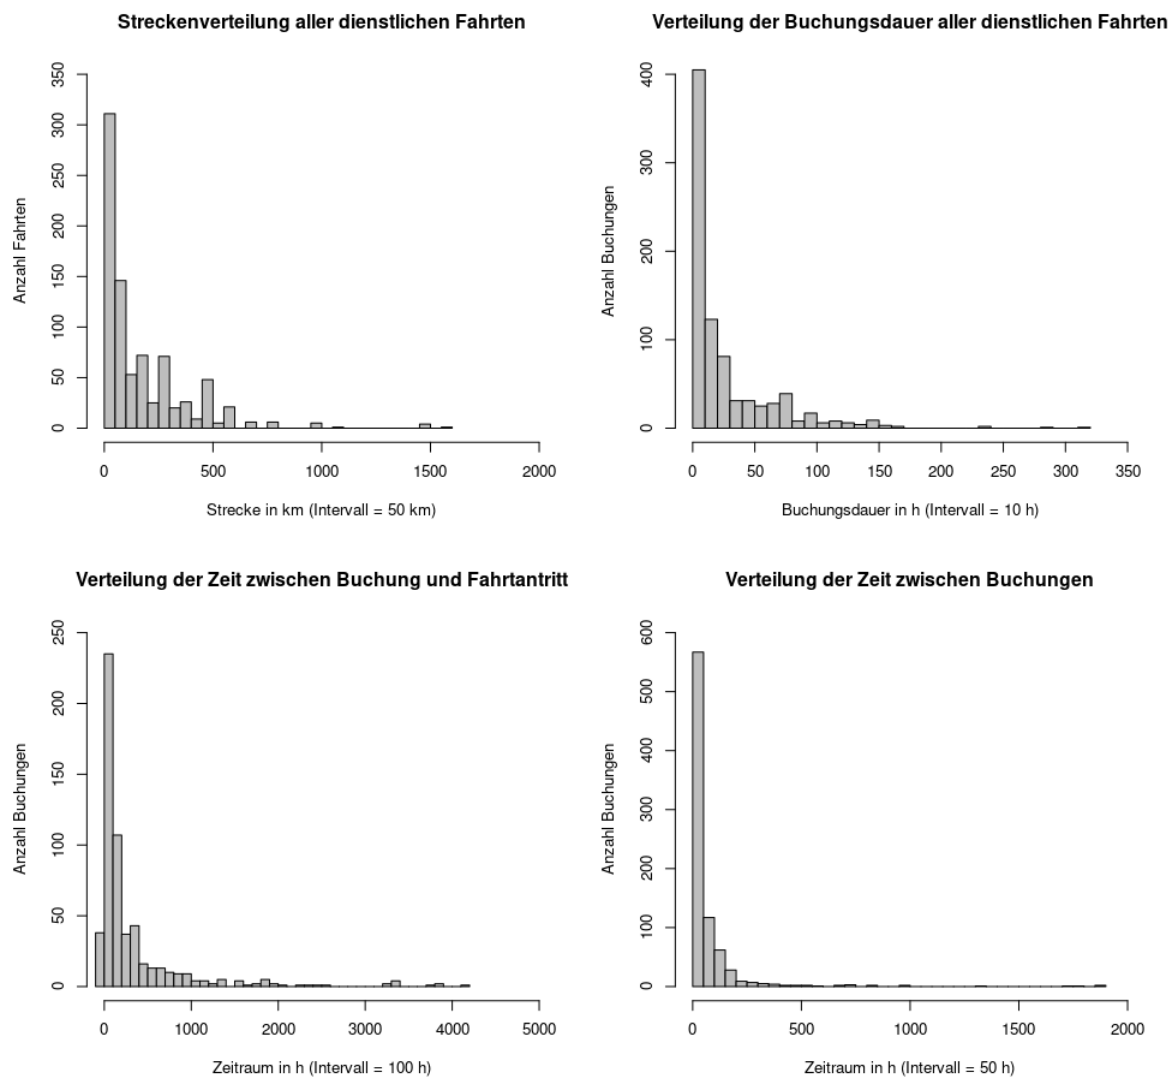 Streckenverteilung aller dienstlichen Fahrten
Anzahl Fahrten
350
300
250
200
150
100
50
0
0 500 1000 1500 2000
Strecke in km (Intervall = 50 km)
Verteilung der Buchungsdauer aller dienstlichen Fahrten
Anzahl Buchungen
400
300
200
100
0
0 50 100 150 200 250 300 350
Buchungsdauer in h (Intervall = 10 h)
Verteilung der Zeit zwischen Buchung und Fahrtantritt
Anzahl Buchungen
250
200
150
100
50
0
0 1000 2000 3000 4000 5000
Zeitraum in h (Intervall = 100 h)
Verteilung der Zeit zwischen Buchungen
Anzahl Buchungen
600
500
400
300
200
100
0
0 500 1000 1500 2000
Zeitraum in h (Intervall = 50 h)